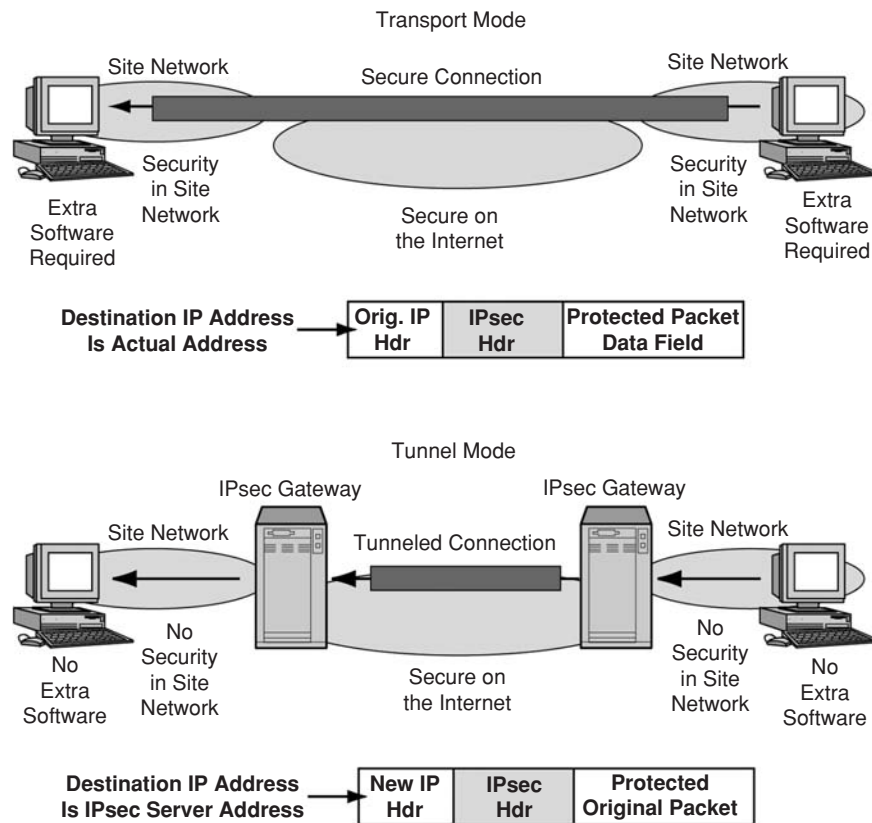 Transport Mode
Site Network
Secure Connection
Site Network
Security
in Site
Network
Security
in Site
Network
Extra
Software
Required
Secure on
the Internet
Extra
Software
Required
Destination IP Address
Is Actual Address
Orig. IP
Hdr
IPsec
Hdr
Protected Packet
Data Field
Tunnel Mode
IPsec Gateway
IPsec Gateway
Site Network
Tunneled Connection
Site Network
No
Extra
Software
No
Security
in Site
Network
Secure on
the Internet
No
Security
in Site
Network
No
Extra
Software
Destination IP Address
Is IPsec Server Address
New IP
Hdr
IPsec
Hdr
Protected
Original Packet